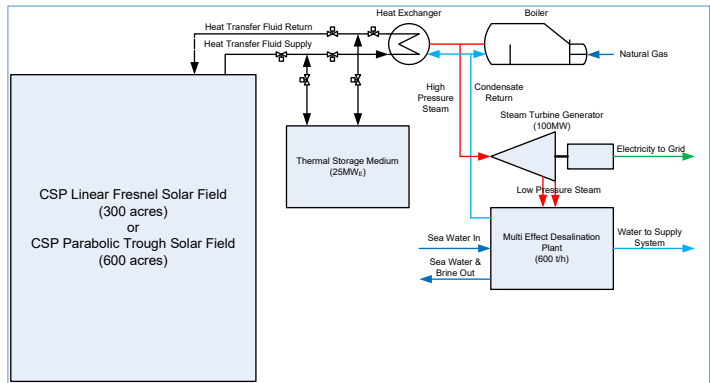 Heat Exchanger
Boiler
Heat Transfer Fluid Return
Heat Transfer Fluid Supply
Natural Gas
High
Pressure
Steam
Condensate
Return
Steam Turbine Generator
(100MW)
Electricity to Grid
Thermal Storage Medium
(25MWE)
CSP Linear Fresnel Solar Field
(300 acres)
or
CSP Parabolic Trough Solar Field
(600 acres)
Low Pressure Steam
Sea Water In
Multi Effect Desalination
Plant
(600 t/h)
Water to Supply
System
Sea Water &
Brine Out